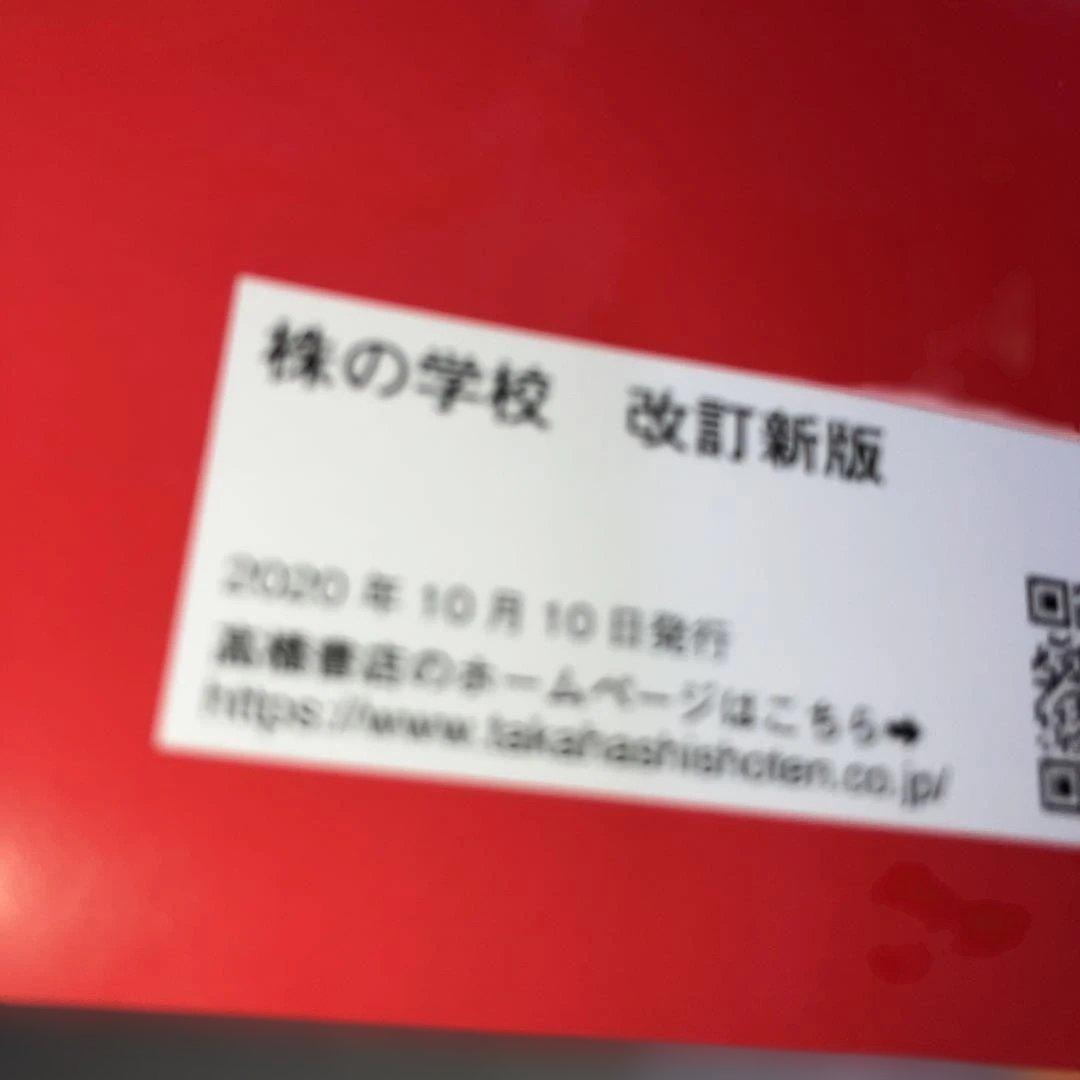 株の学校　改訂新版
2020 年 10 月 10 日発行
高橋書店のホームページはこちら➡
https://www.takahashishoten.co.jp/